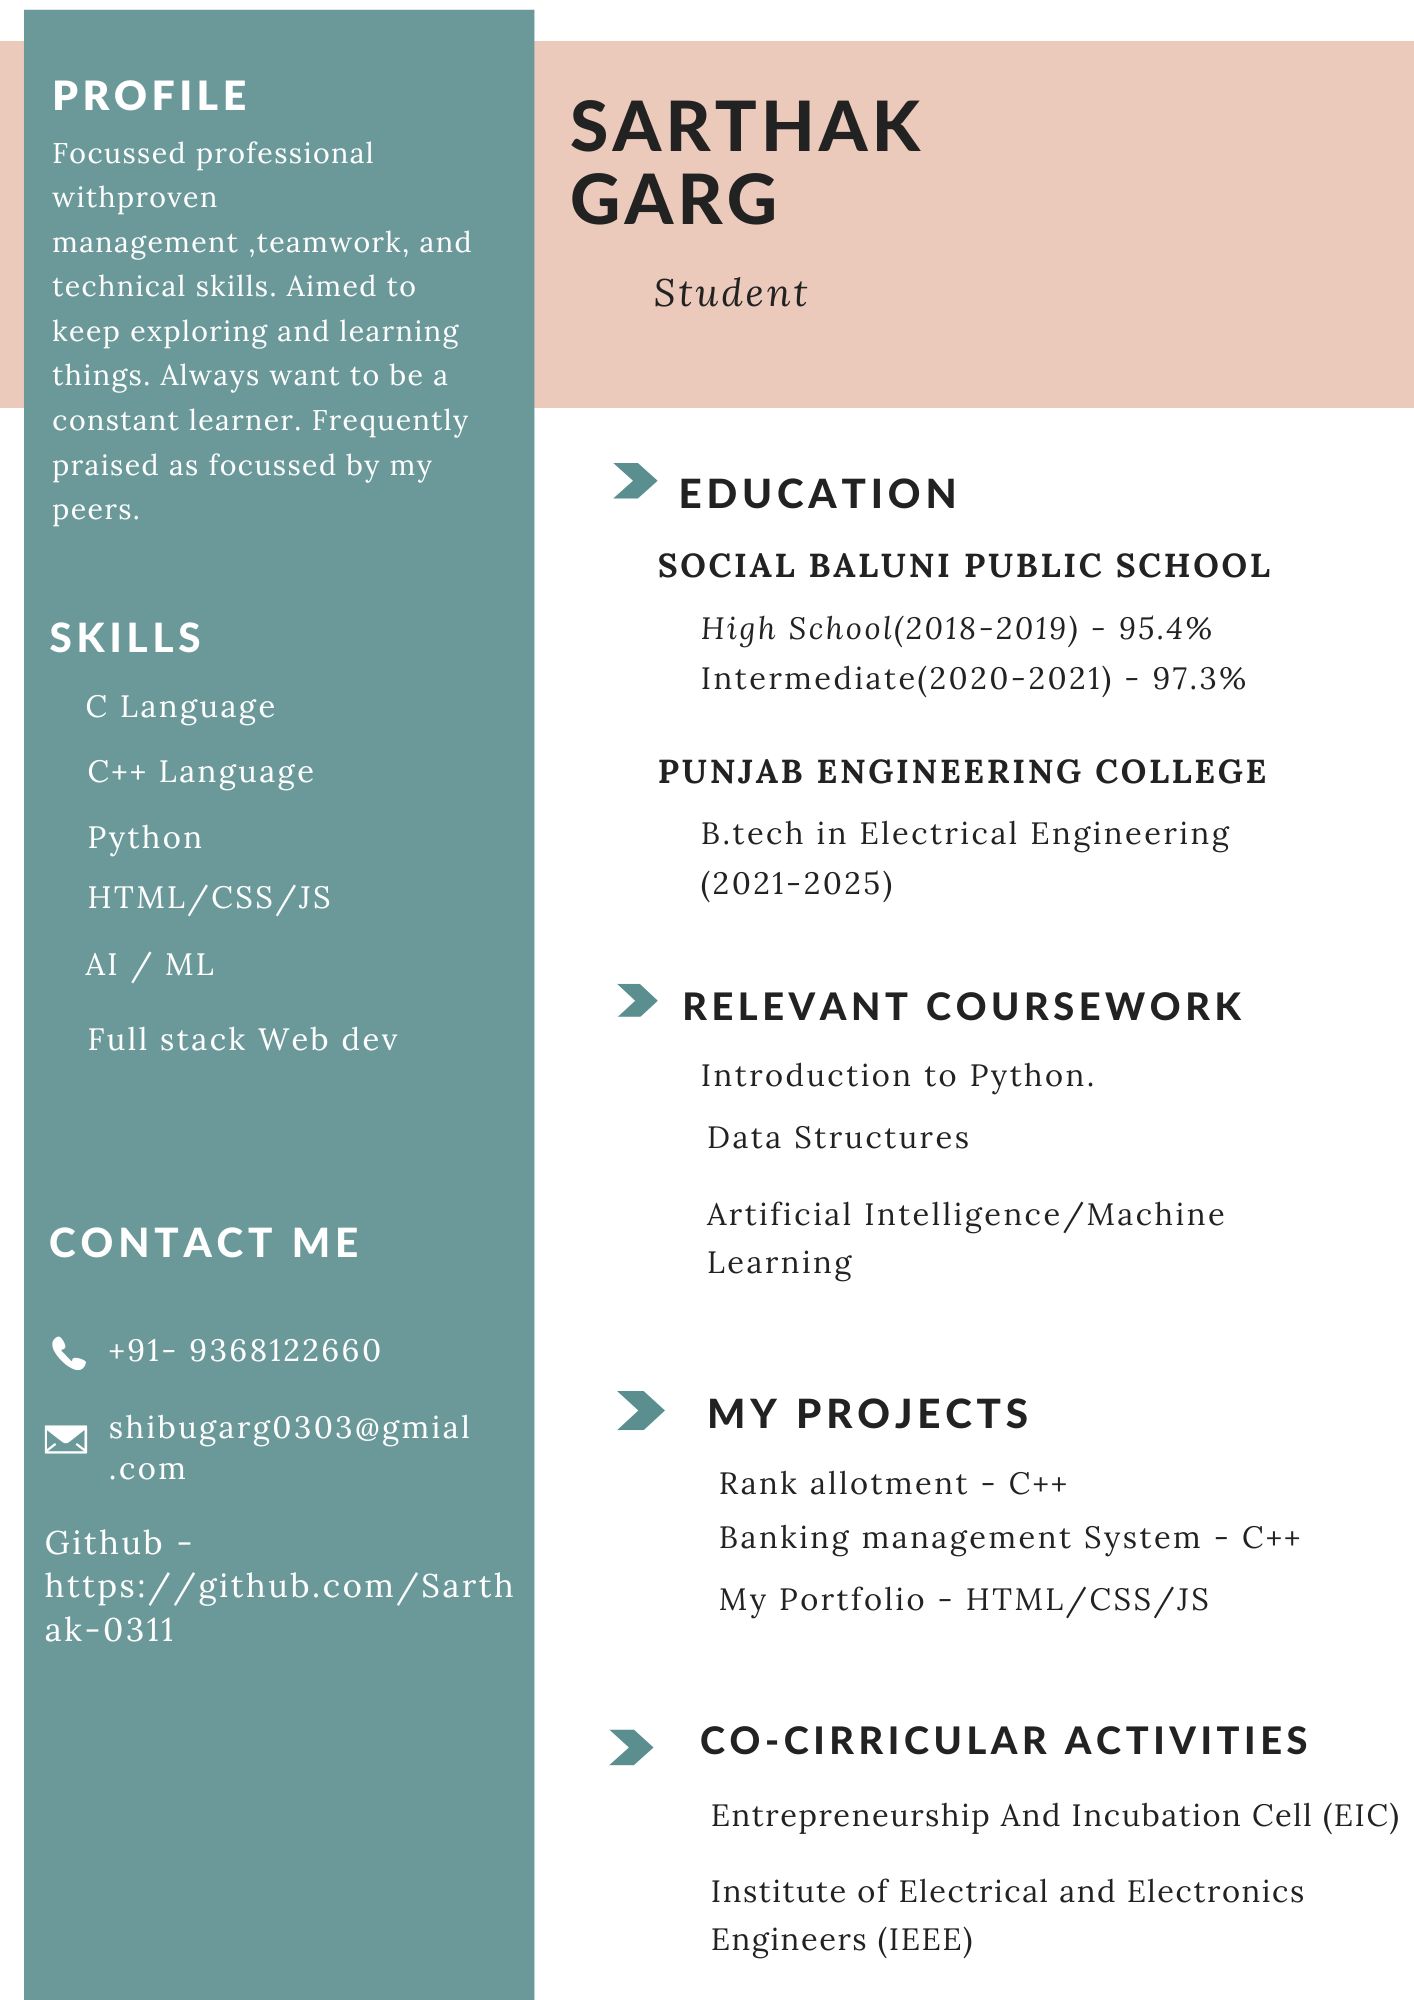 PROFILE
Focussed professional
withproven
management ,teamwork, and
technical skills. Aimed to
keep exploring and learning
things. Always want to be a
constant learner. Frequently
praised as focussed by my
peers.
SKILLS
C Language
C++ Language
Python
HTML/CSS/JS
AI / ML
Full stack Web dev
CONTACT ME
+91- 9368122660
shibugarg0303@gmial
.com
Github -
https://github.com/Sarth
ak-0311
SARTHAK
GARG
Student
EDUCATION
SOCIAL BALUNI PUBLIC SCHOOL
High School(2018-2019) - 95.4%
Intermediate(2020-2021) - 97.3%
PUNJAB ENGINEERING COLLEGE
B.tech in Electrical Engineering
(2021-2025)
RELEVANT COURSEWORK
Introduction to Python.
Data Structures
Artificial Intelligence/Machine
Learning
MY PROJECTS
Rank allotment - C++
Banking management System - C++
My Portfolio - HTML/CSS/JS
CO-CIRRICULAR ACTIVITIES
Entrepreneurship And Incubation Cell (EIC)
Institute of Electrical and Electronics
Engineers (IEEE)